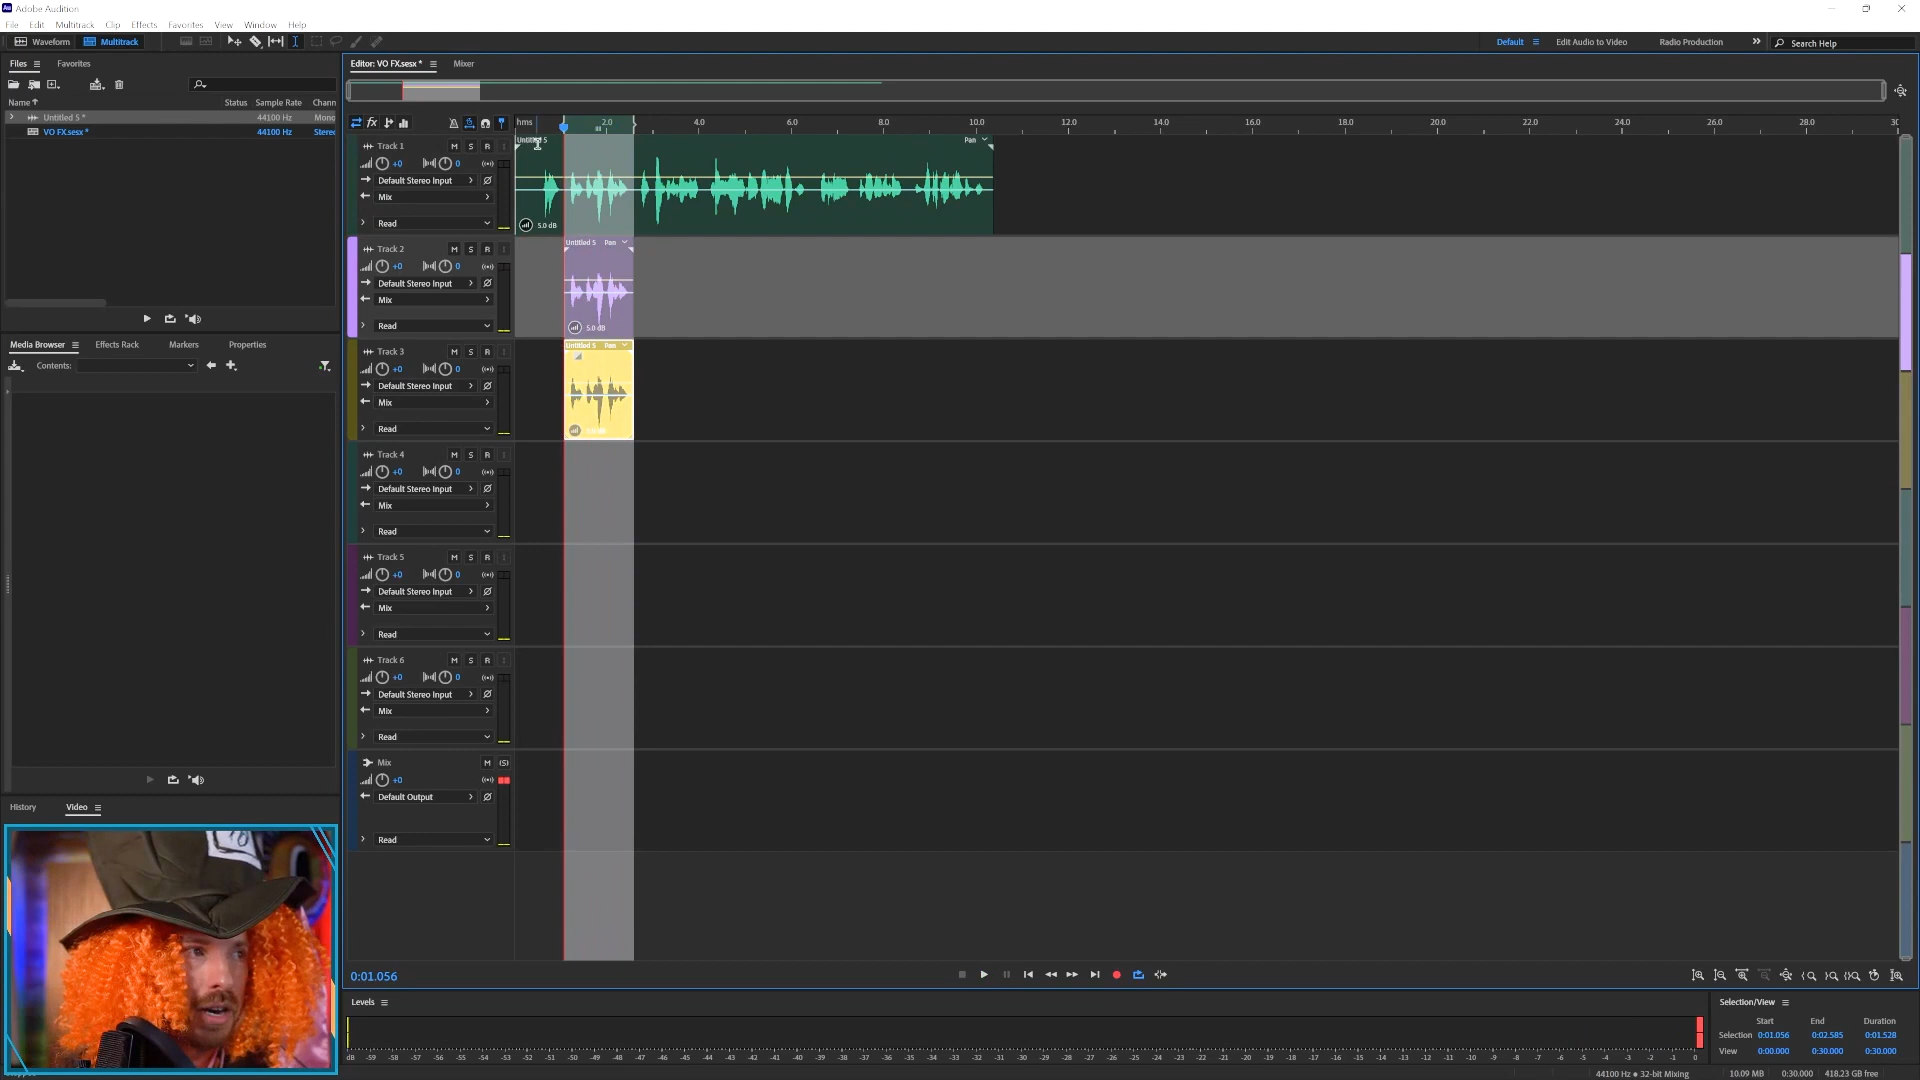 Adobe Audition
File Edit Multitrack Clip Effects Favorites View Window Help
Waveform Multitrack Default Edit Audio to Video Radio Production Search Help
Files Favorites
Name Status Sample Rate Chann
Untitled 5 * 44100 Hz Mono
VO FX.sesx * 44100 Hz Stereo
Media Browser Effects Rack Markers Properties
Contents:
History Video
Editor: VO FX.sesx * Mixer
fx
hms 2.0 4.0 6.0 8.0 10.0 12.0 14.0 16.0 18.0 20.0 22.0 24.0 26.0 28.0 30
Track 1 M S R I
+0 0
Default Stereo Input
Mix
Read
Untitled 5 Pan
5.0 dB
Track 2 M S R I
+0 0
Default Stereo Input
Mix
Read
Untitled 5 Pan
5.0 dB
Track 3 M S R I
+0 0
Default Stereo Input
Mix
Read
Untitled 5 Pan
Track 4 M S R I
+0 0
Default Stereo Input
Mix
Read
Track 5 M S R I
+0 0
Default Stereo Input
Mix
Read
Track 6 M S R I
+0 0
Default Stereo Input
Mix
Read
Mix M (S)
+0
Default Output
Read
0:01.056
Levels
dB -59 -58 -57 -56 -55 -54 -53 -52 -51 -50 -49 -48 -47 -46 -45 -44 -43 -42 -41 -40 -39 -38 -37 -36 -35 -34 -33 -32 -31 -30 -29 -28 -27 -26 -25 -24 -23 -22 -21 -20 -19 -18 -17 -16 -15 -14 -13 -12 -11 -10 -9 -8 -7 -6 -5 -4 -3 -2 -1 0
Selection/View
Start End Duration
Selection 0:01.056 0:02.585 0:01.528
View 0:00.000 0:30.000 0:30.000
44100 Hz ● 32-bit Mixing 10.09 MB 0:30.000 418.23 GB free